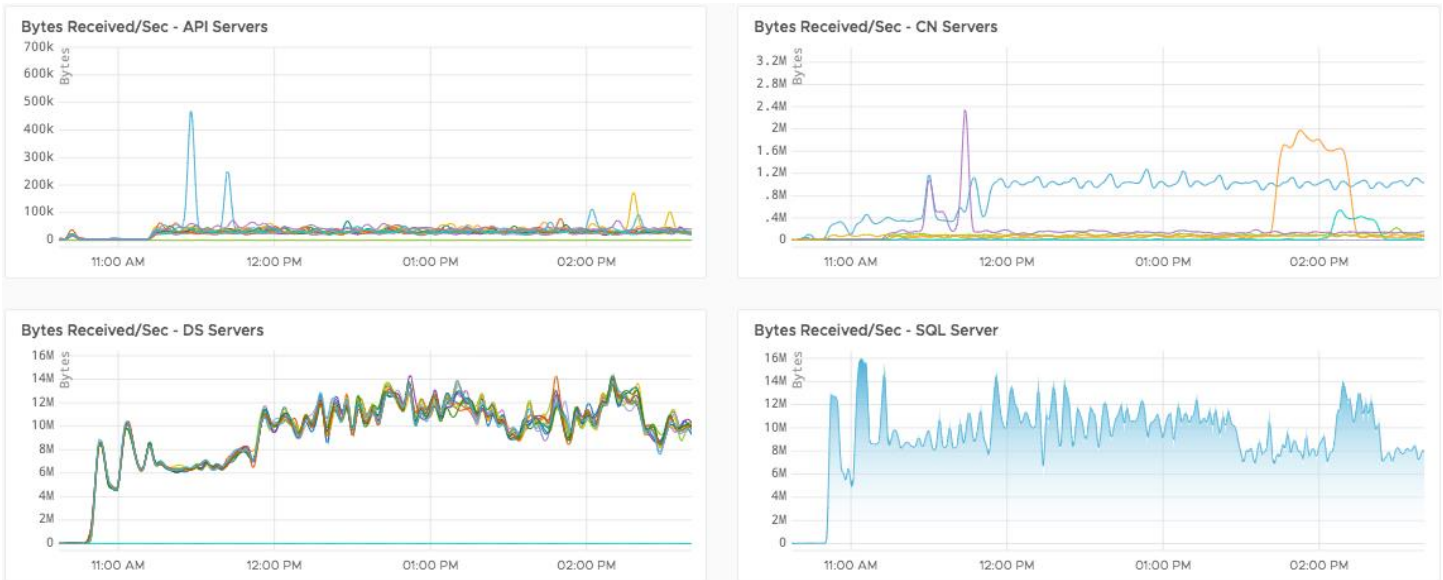 Bytes Received/Sec - API Servers
700k
Bytes
600k
500k
400k
300k
200k
100k
0
11:00 AM 12:00 PM 01:00 PM 02:00 PM
Bytes Received/Sec - CN Servers
3.2M
Bytes
2.8M
2.4M
2M
1.6M
1.2M
.8M
.4M
0
11:00 AM 12:00 PM 01:00 PM 02:00 PM
Bytes Received/Sec - DS Servers
16M
Bytes
14M
12M
10M
8M
6M
4M
2M
0
11:00 AM 12:00 PM 01:00 PM 02:00 PM
Bytes Received/Sec - SQL Server
16M
Bytes
14M
12M
10M
8M
6M
4M
2M
0
11:00 AM 12:00 PM 01:00 PM 02:00 PM